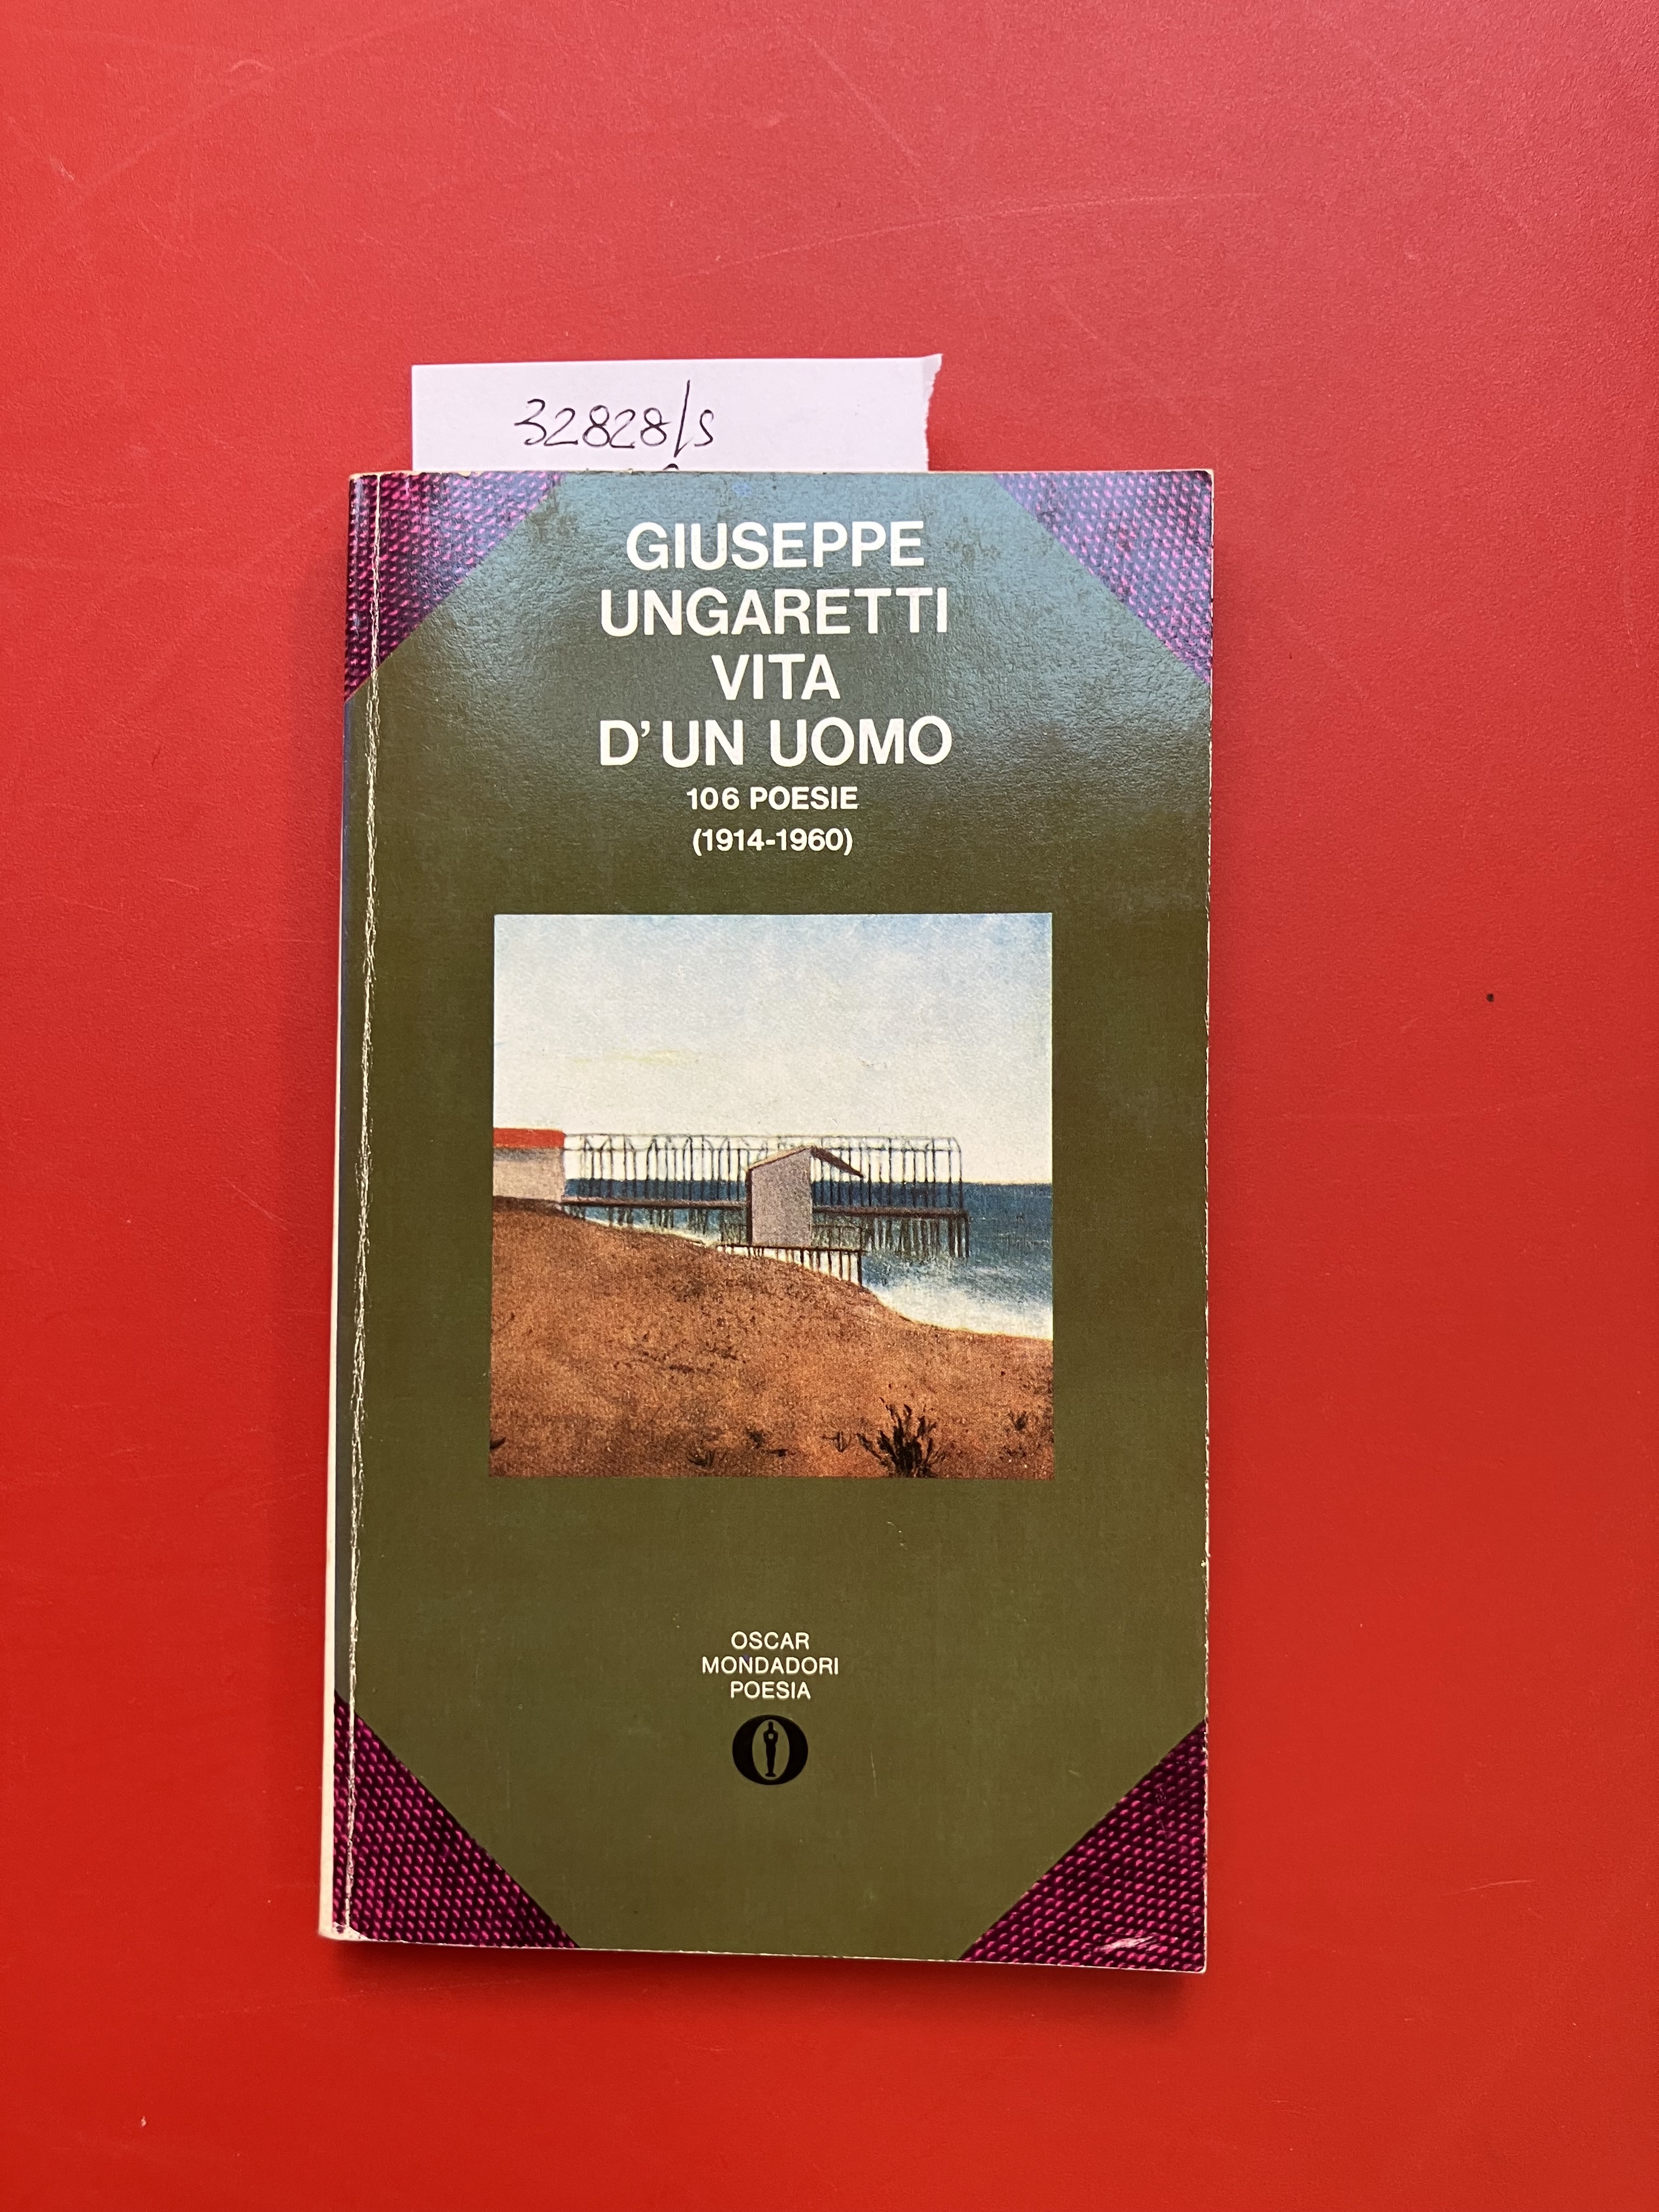 32828/s
GIUSEPPE
UNGARETTI
VITA
D'UN UOMO
106 POESIE
(1914-1960)
OSCAR
MONDADORI
POESIA